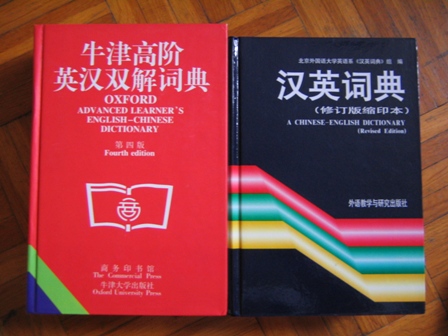 牛津高阶
英汉双解词典
OXFORD
ADVANCED LEARNER'S
ENGLISH-CHINESE
DICTIONARY
第四版
Fourth edition
商务印书馆
The Commercial Press
牛津大学出版社
Oxford University Press
北京外国语大学英语系《汉英词典》组 编
汉英词典
(修订版缩印本)
A CHINESE-ENGLISH DICTIONARY
(Revised Edition)
外语教学与研究出版社